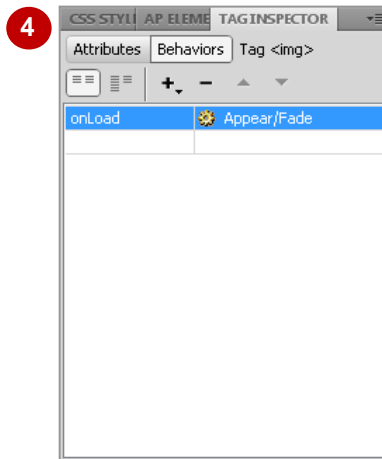 4
CSS STYLI AP ELEME TAG INSPECTOR
Attributes Behaviors Tag <img>
onLoad Appear/Fade